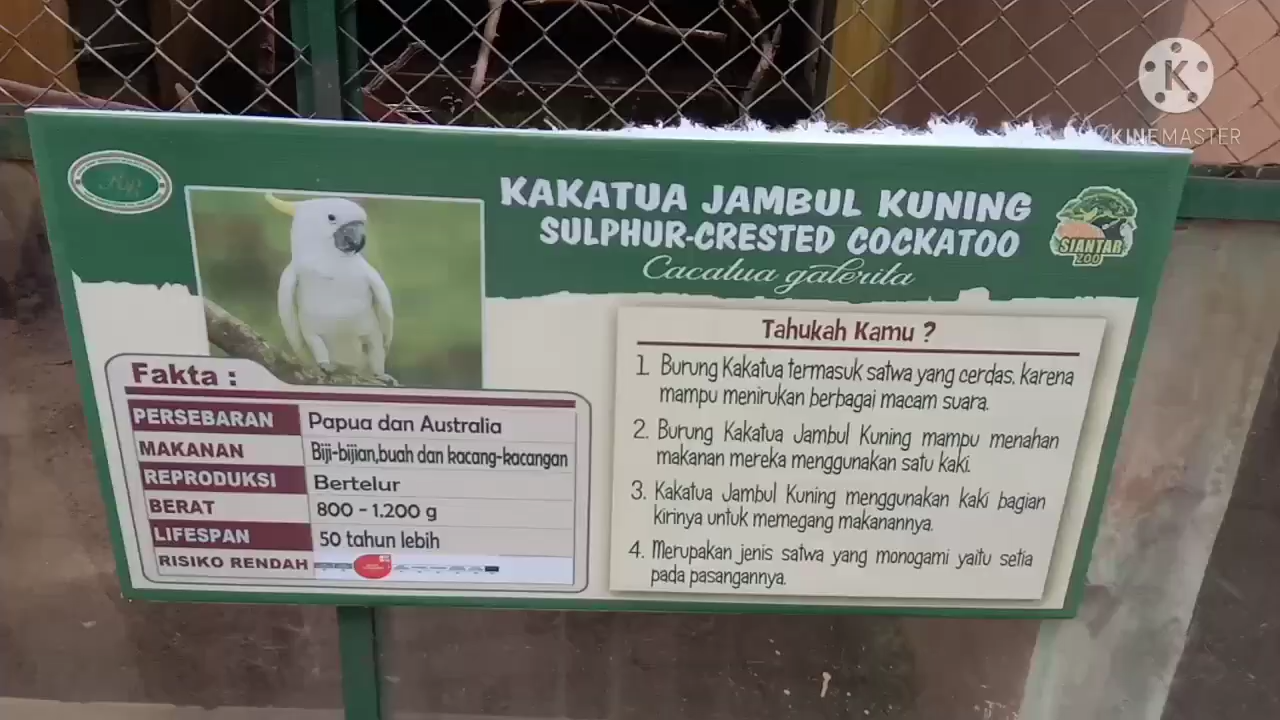 KINEMASTER
KAKATUA JAMBUL KUNING
SULPHUR-CRESTED COCKATOO
Cacatua galerita
SIANTAR
ZOO
Fakta :
PERSEBARAN Papua dan Australia
MAKANAN Biji-bijian,buah dan kacang-kacangan
REPRODUKSI Bertelur
BERAT 800 - 1.200 g
LIFESPAN 50 tahun lebih
RISIKO RENDAH
Tahukah Kamu ?
1. Burung Kakatua termasuk satwa yang cerdas. karena
mampu menirukan berbagai macam suara.
2. Burung Kakatua Jambul Kuning mampu menahan
makanan mereka menggunakan satu kaki.
3. Kakatua Jambul Kuning menggunakan kaki bagian
kirinya untuk memegang makanannya.
4. Merupakan jenis satwa yang monogami yaitu setia
pada pasangannya.